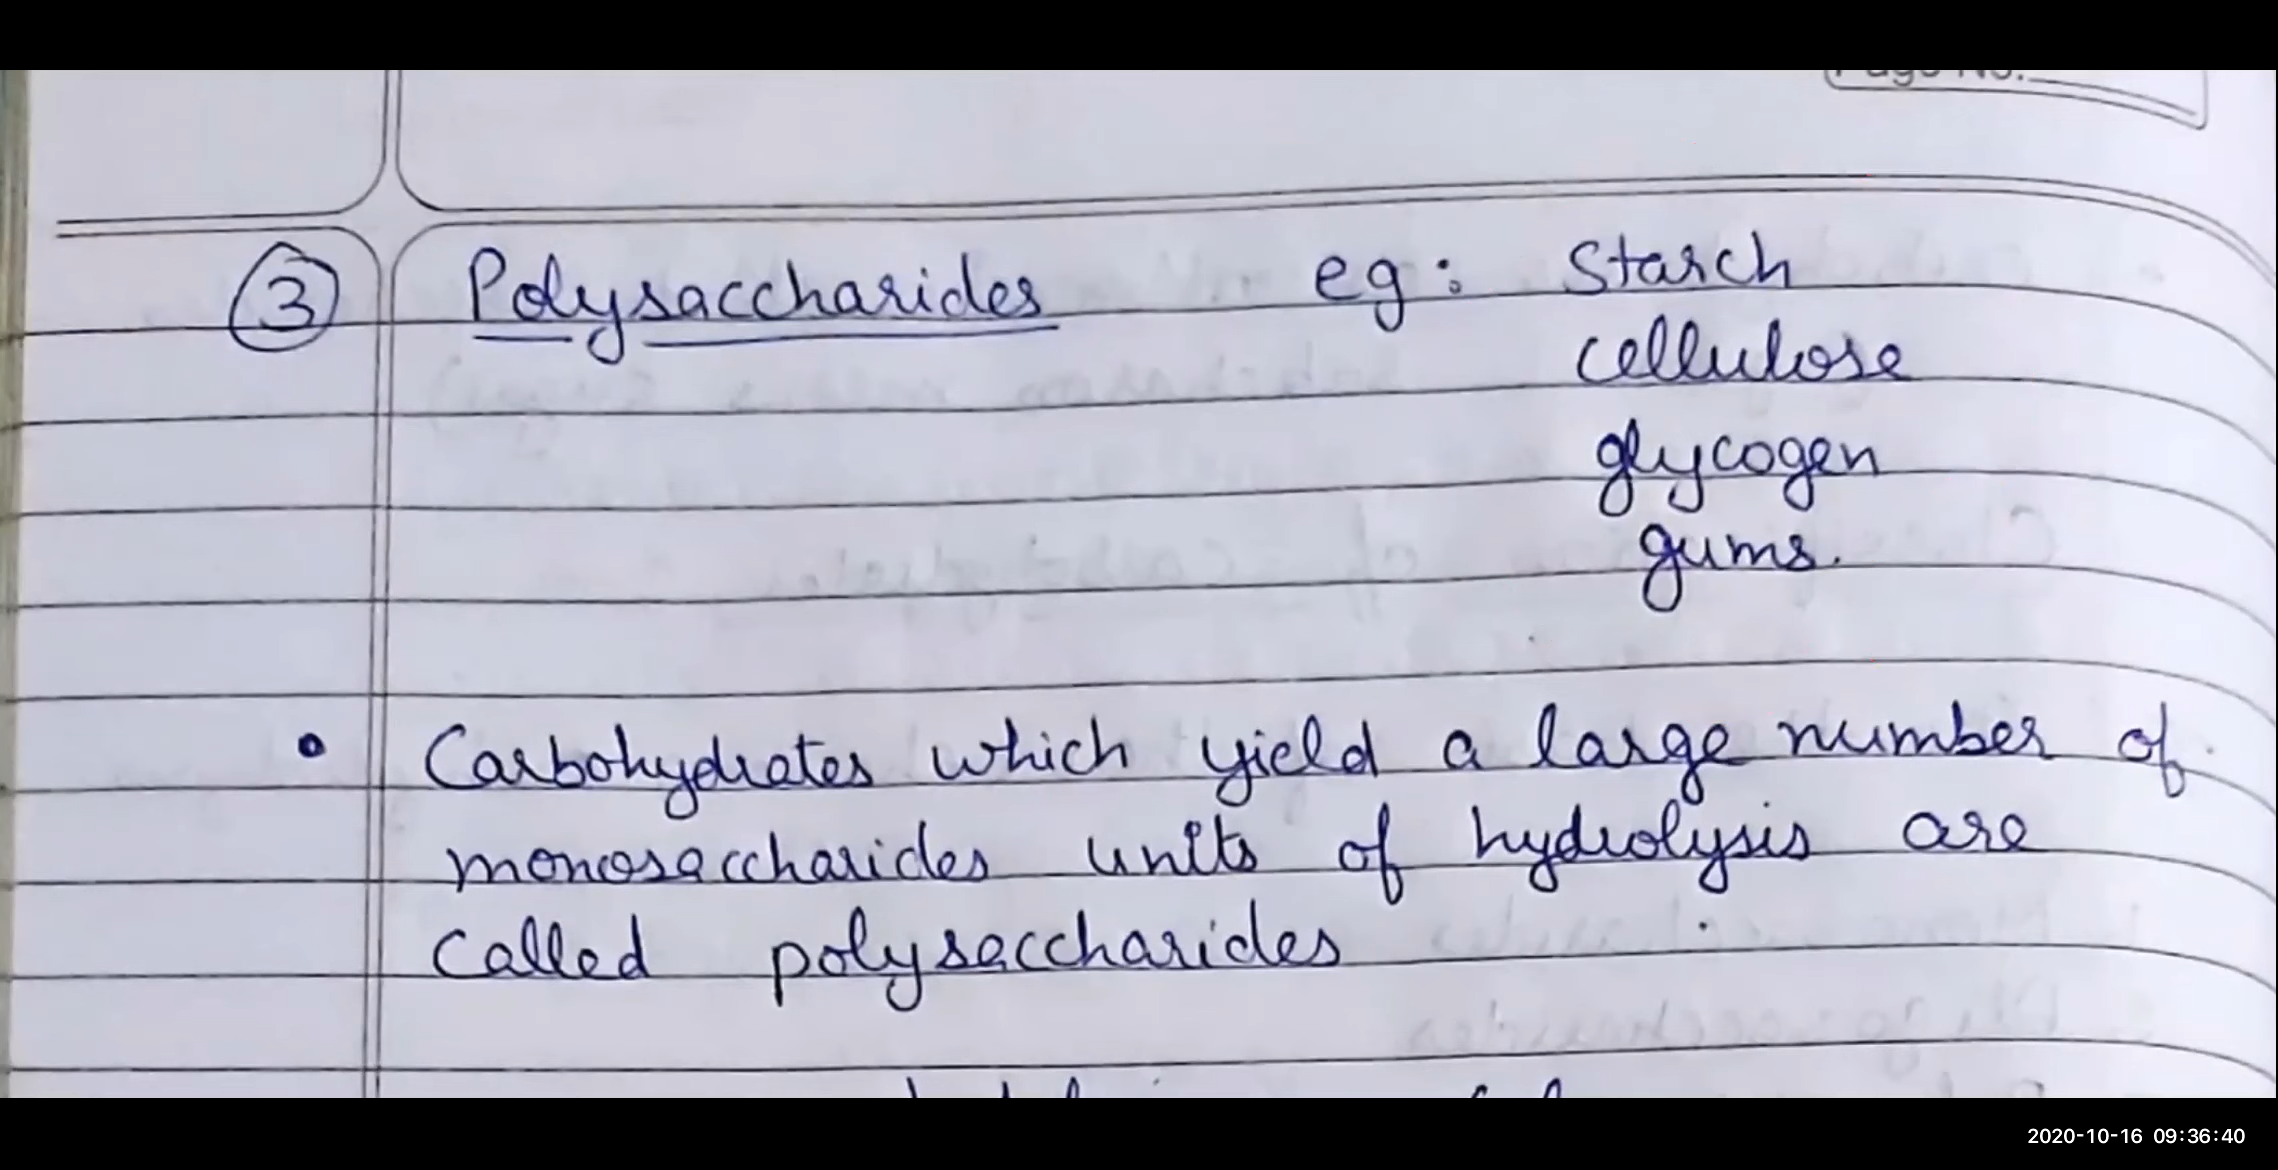 Page No.
③ Polysaccharides eg: Starch
cellulose
glycogen
gums.
• Carbohydrates which yield a large number of
monosaccharides units of hydrolysis are
called polysaccharides
2020-10-16 09:36:40